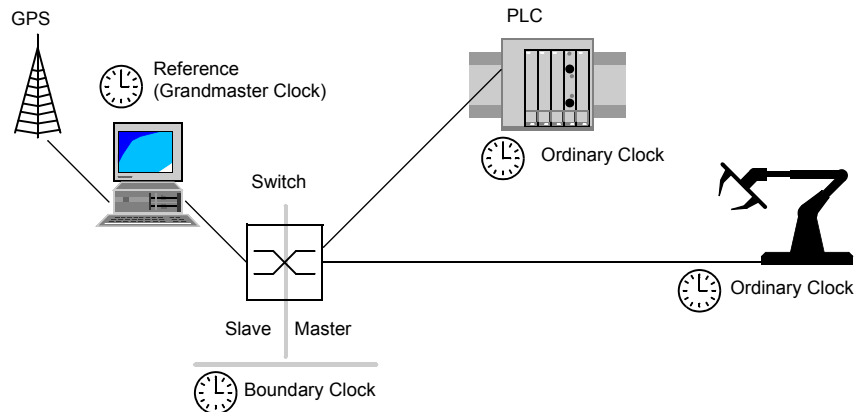 GPS
PLC
Reference
(Grandmaster Clock)
Ordinary Clock
Switch
Ordinary Clock
Slave
Master
Boundary Clock